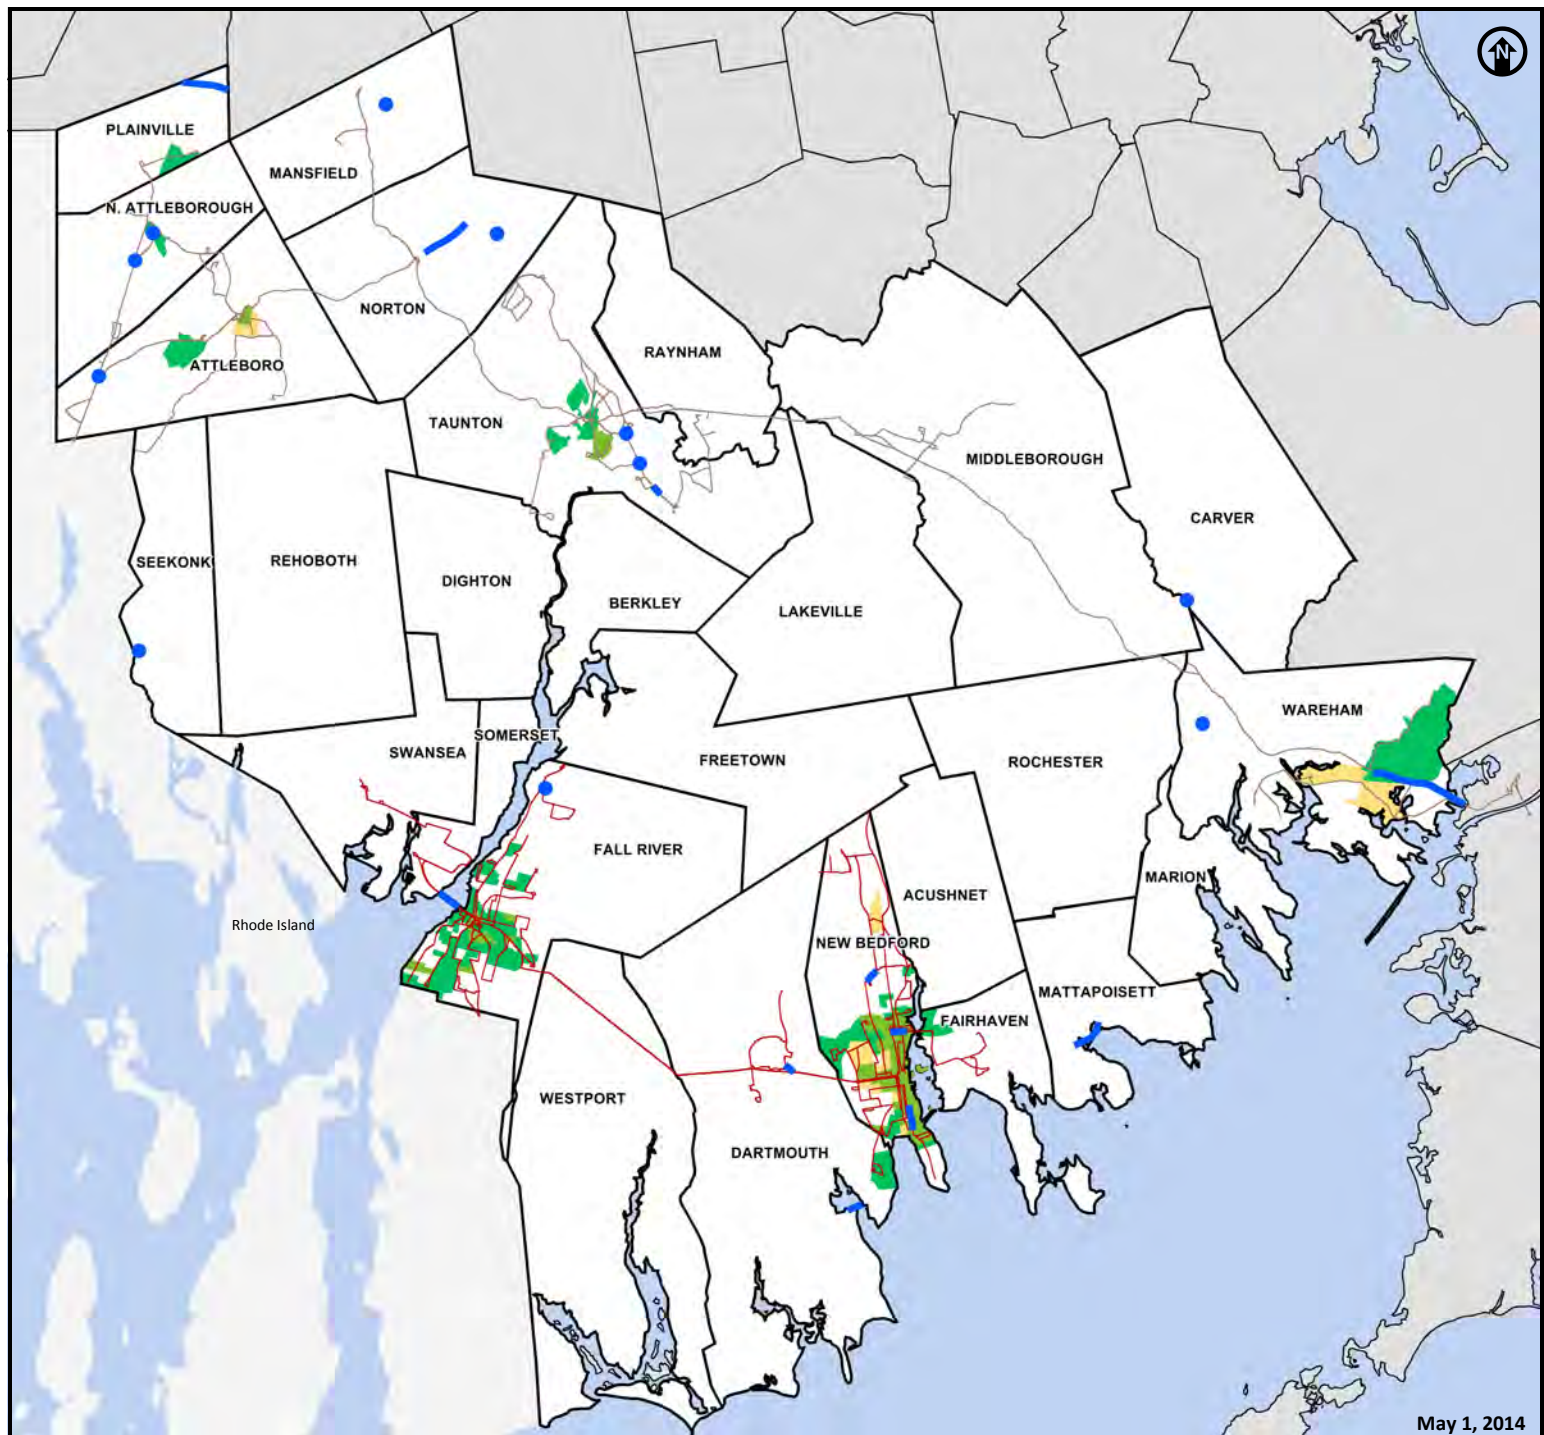 N
PLAINVILLE
MANSFIELD
N. ATTLEBOROUGH
NORTON
RAYNHAM
ATTLEBORO
TAUNTON
MIDDLEBOROUGH
CARVER
SEEKONK
REHOBOTH
DIGHTON
BERKLEY
LAKEVILLE
WAREHAM
SOMERSET
SWANSEA
FREETOWN
ROCHESTER
FALL RIVER
MARION
ACUSHNET
Rhode Island
NEW BEDFORD
MATTAPOISETT
FAIRHAVEN
WESTPORT
DARTMOUTH
May 1, 2014